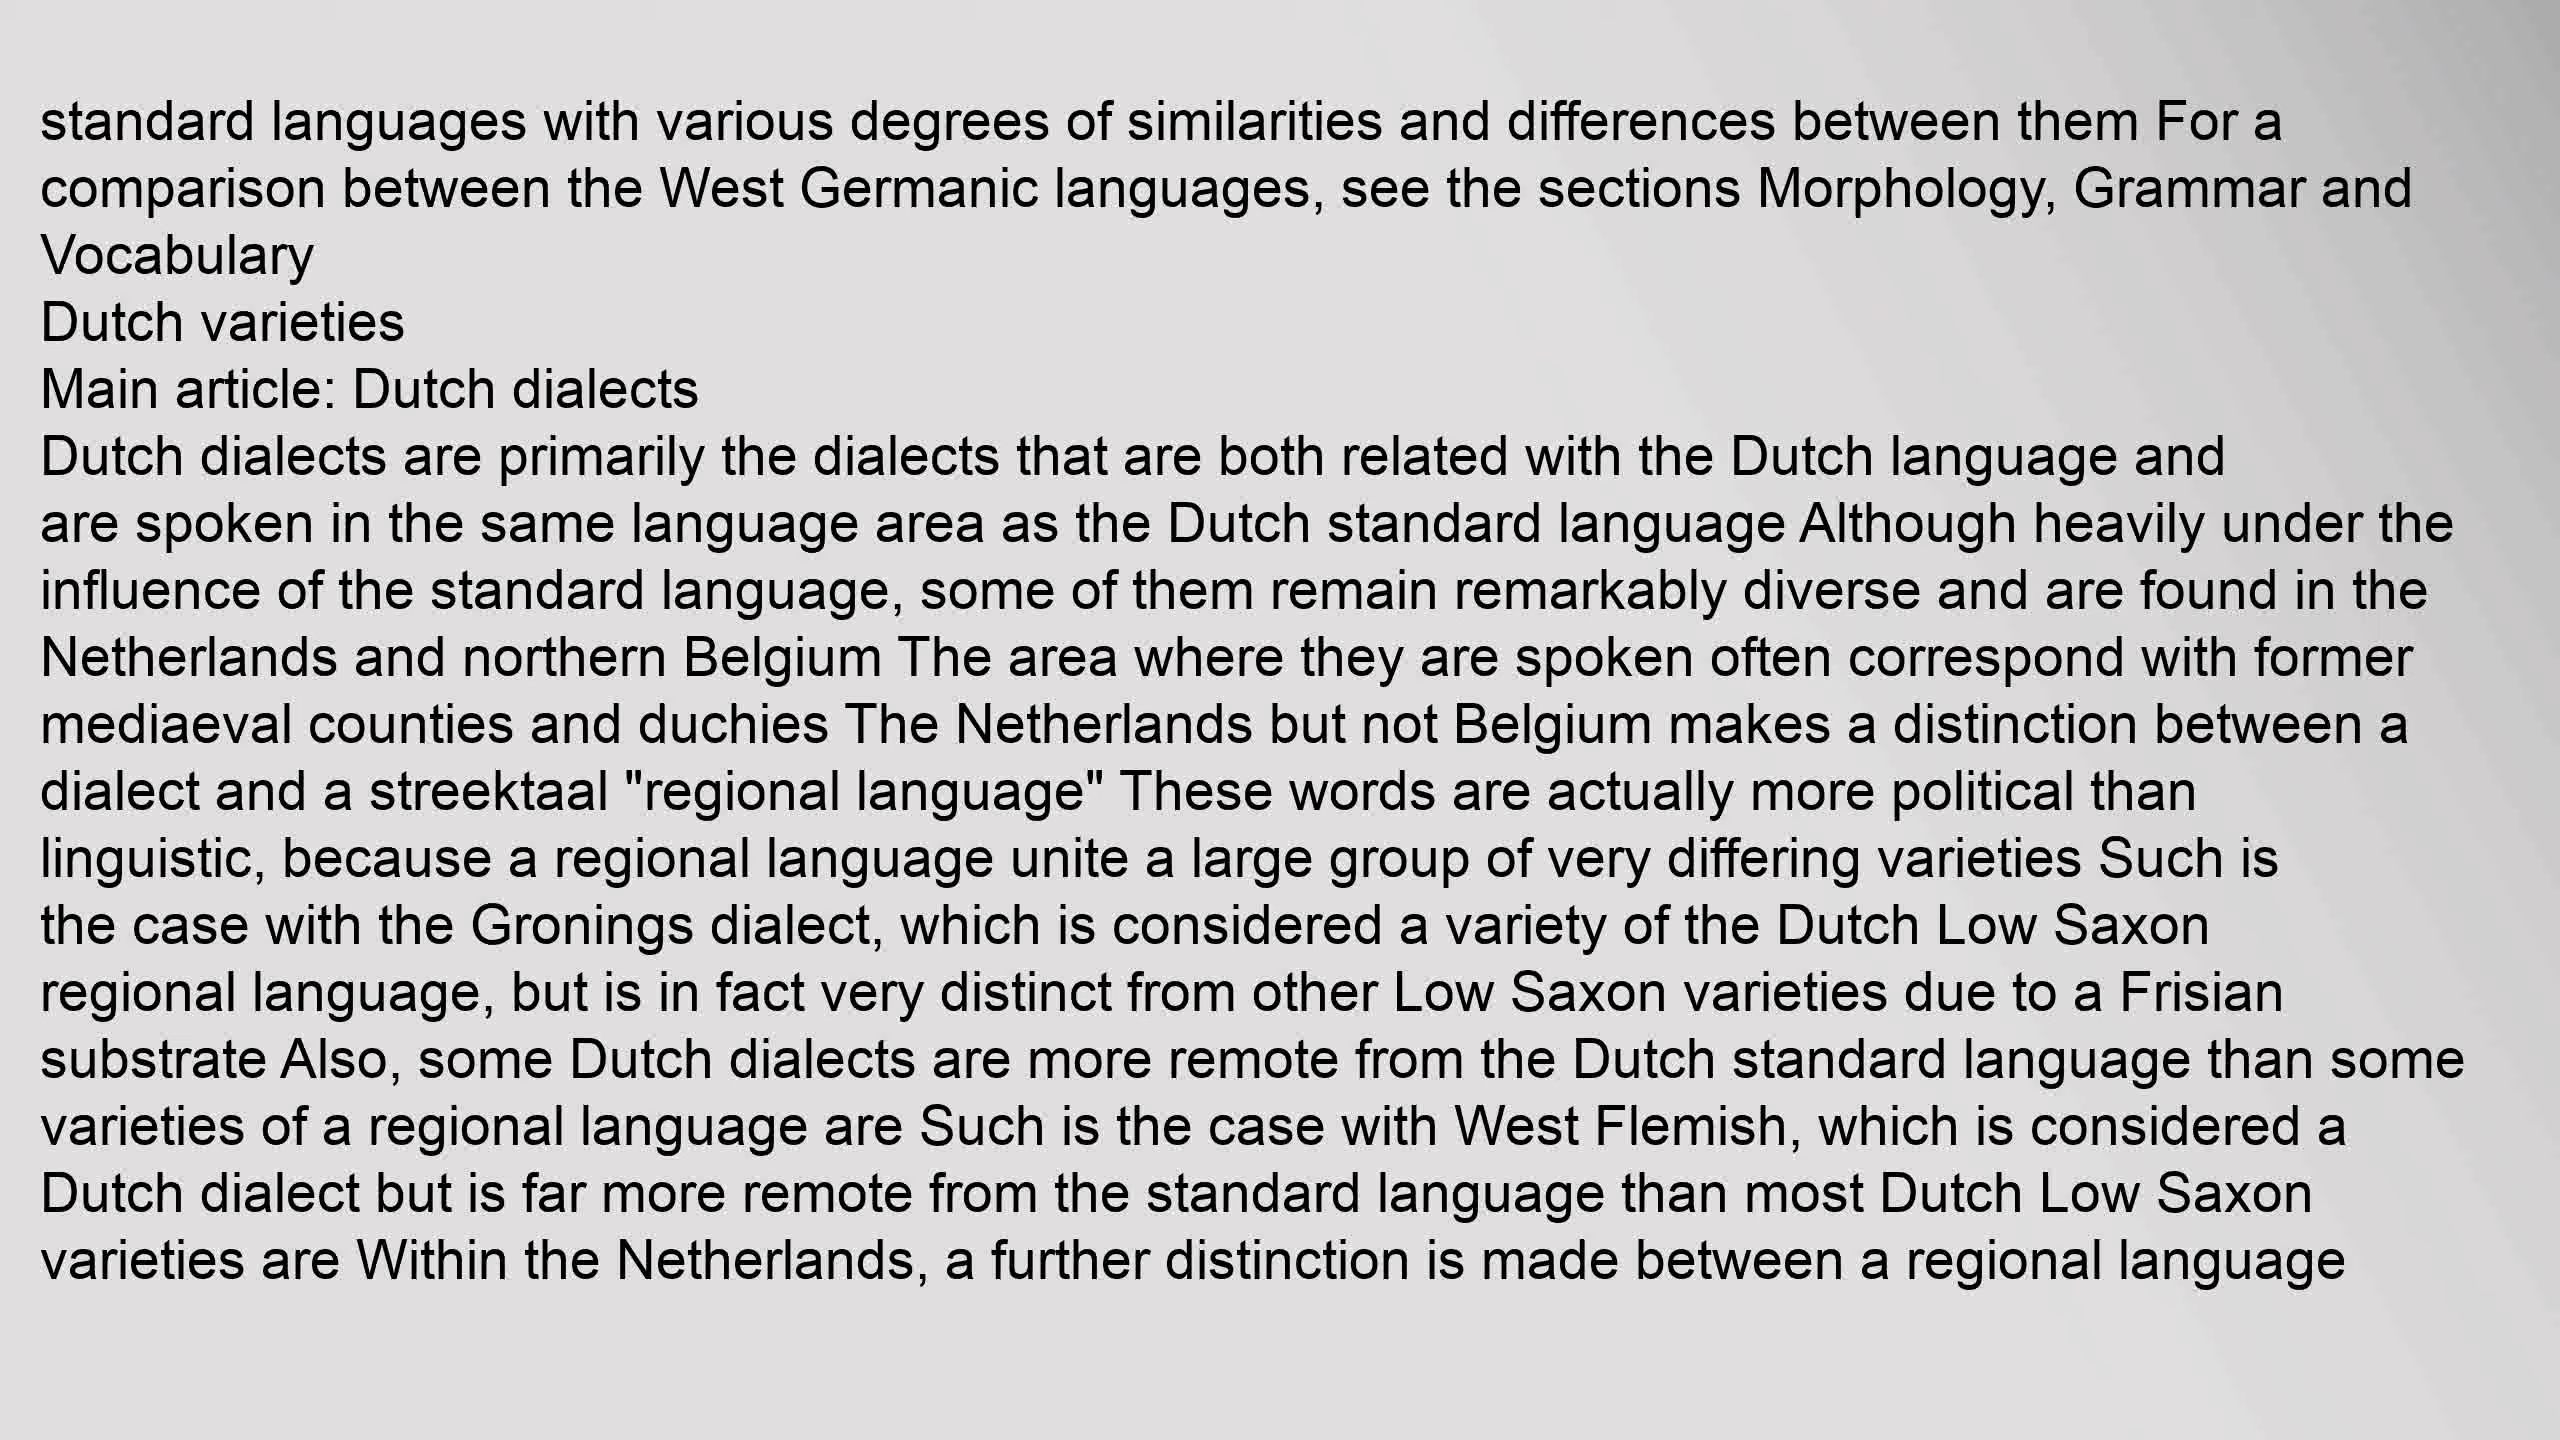 standard languages with various degrees of similarities and differences between them For a
comparison between the West Germanic languages, see the sections Morphology, Grammar and
Vocabulary
Dutch varieties
Main article: Dutch dialects
Dutch dialects are primarily the dialects that are both related with the Dutch language and
are spoken in the same language area as the Dutch standard language Although heavily under the
influence of the standard language, some of them remain remarkably diverse and are found in the
Netherlands and northern Belgium The area where they are spoken often correspond with former
mediaeval counties and duchies The Netherlands but not Belgium makes a distinction between a
dialect and a streektaal "regional language" These words are actually more political than
linguistic, because a regional language unite a large group of very differing varieties Such is
the case with the Gronings dialect, which is considered a variety of the Dutch Low Saxon
regional language, but is in fact very distinct from other Low Saxon varieties due to a Frisian
substrate Also, some Dutch dialects are more remote from the Dutch standard language than some
varieties of a regional language are Such is the case with West Flemish, which is considered a
Dutch dialect but is far more remote from the standard language than most Dutch Low Saxon
varieties are Within the Netherlands, a further distinction is made between a regional language